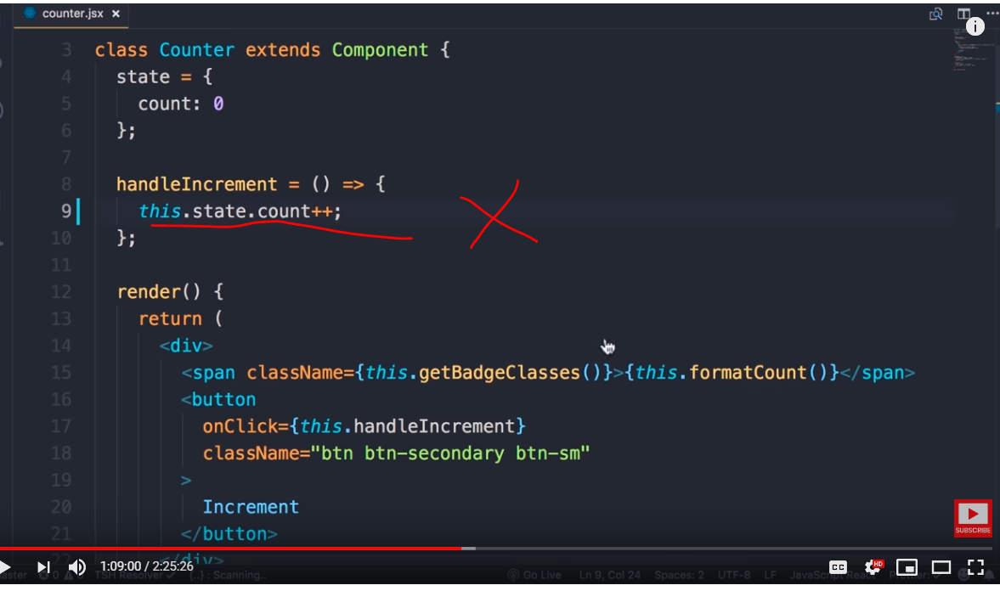 counter.jsx
3 class Counter extends Component {
4 state = {
5 count: 0
6 };
7
8 handleIncrement = () => {
9 this.state.count++;
10 };
11
12 render() {
13 return (
14 <div>
15 <span className={this.getBadgeClasses()}>{this.formatCount()}</span>
16 <button
17 onClick={this.handleIncrement}
18 className="btn btn-secondary btn-sm"
19 >
20 Increment
21 </button>
22 </div>
SUBSCRIBE
1:09:00 / 2:25:26
CC HD
TSH Resolver {..} : Scanning.. Go Live Ln 9, Col 24 Spaces: 2 UTF-8 LF JavaScript React